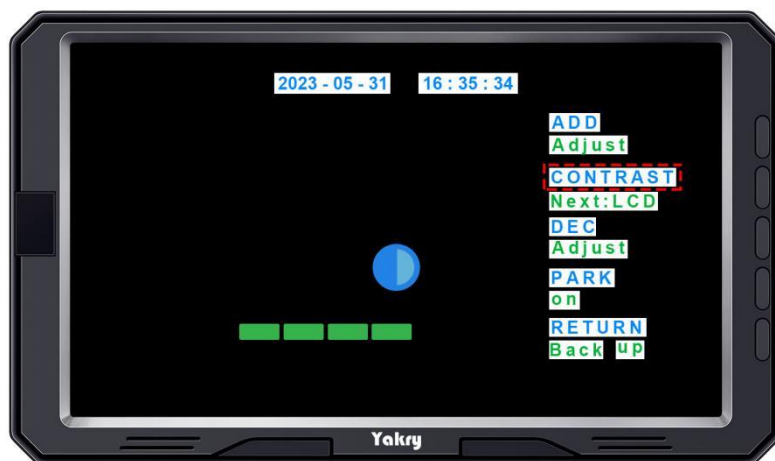 2023 - 05 - 31 16 : 35 : 34
ADD
Adjust
CONTRAST
Next:LCD
DEC
Adjust
PARK
on
RETURN
Back up
Yakry